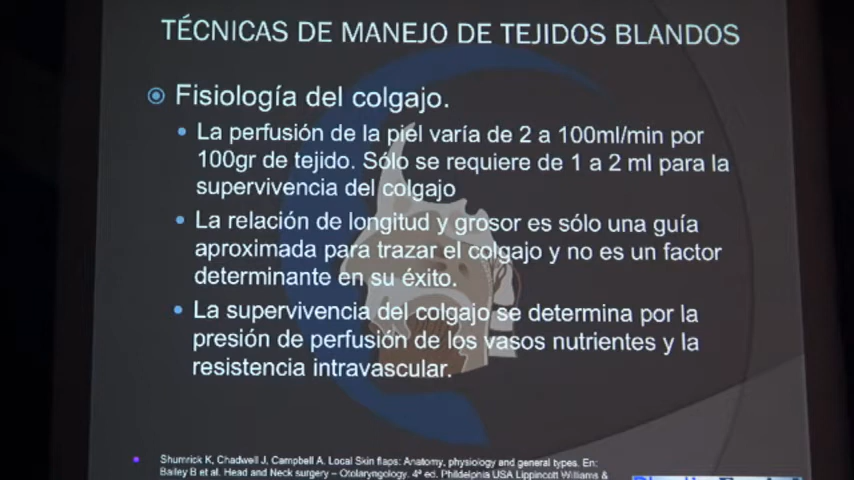 TÉCNICAS DE MANEJO DE TEJIDOS BLANDOS
Fisiología del colgajo.
La perfusión de la piel varía de 2 a 100ml/min por
100gr de tejido. Sólo se requiere de 1 a 2 ml para la
supervivencia del colgajo
La relación de longitud y grosor es sólo una guía
aproximada para trazar el colgajo y no es un factor
determinante en su éxito.
La supervivencia del colgajo se determina por la
presión de perfusión de los vasos nutrientes y la
resistencia intravascular.
Shumrick K, Chadwell J, Campbell A. Local Skin flaps: Anatomy, physiology and general types. En:
Bailey B et al. Head and Neck surgery – Otolaryngology. 4ª ed. Phildelphia USA Lippincott Williams &